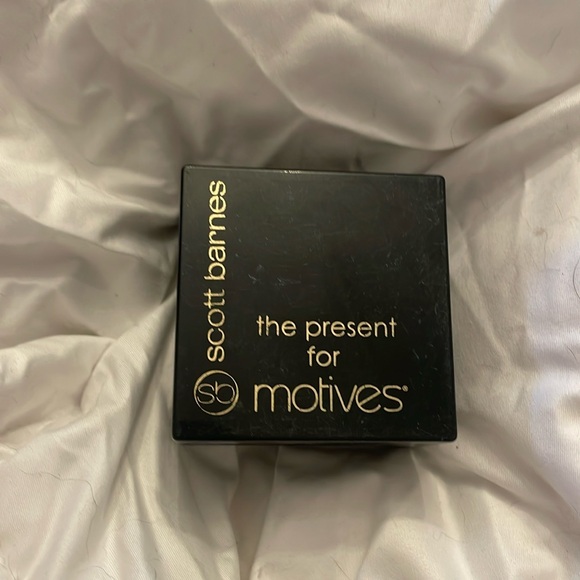 scott barnes
sb
the present
for
motives®